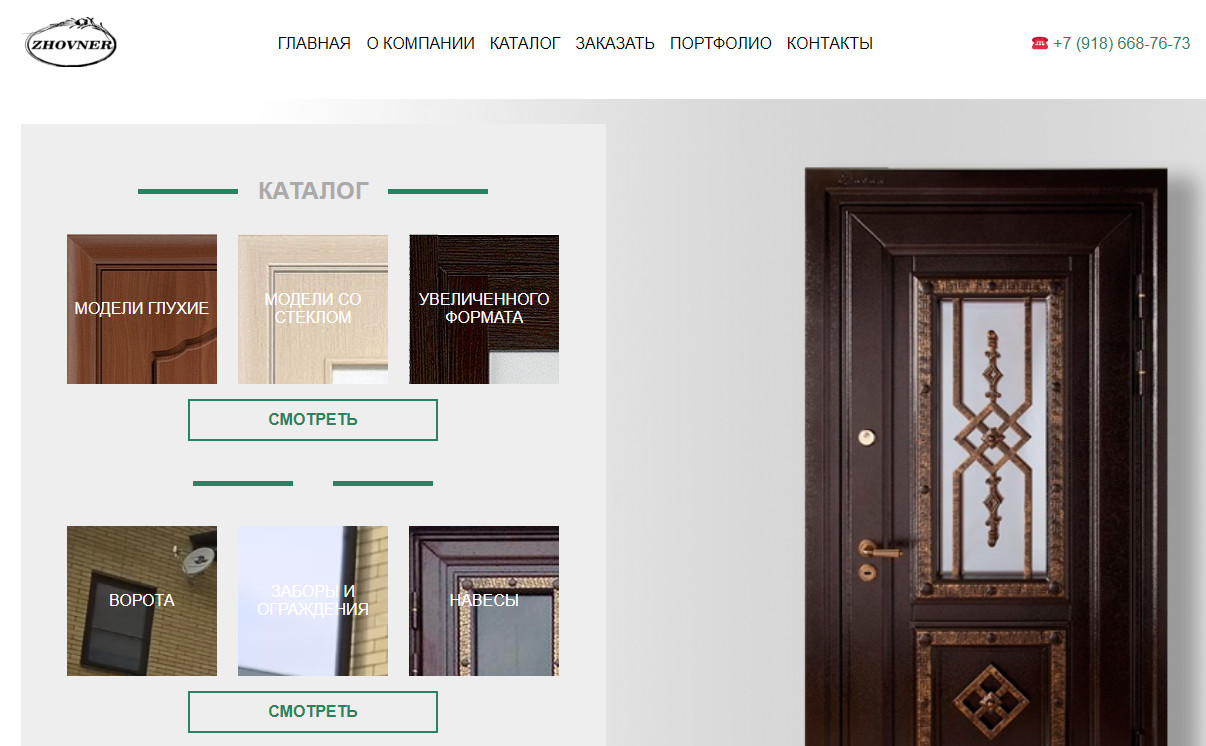 ZHOVNER
ГЛАВНАЯ О КОМПАНИИ КАТАЛОГ ЗАКАЗАТЬ ПОРТФОЛИО КОНТАКТЫ
+7 (918) 668-76-73
КАТАЛОГ
МОДЕЛИ ГЛУХИЕ
МОДЕЛИ СО
СТЕКЛОМ
УВЕЛИЧЕННОГО
ФОРМАТА
СМОТРЕТЬ
ВОРОТА
ЗАБОРЫ И
ОГРАЖДЕНИЯ
НАВЕСЫ
СМОТРЕТЬ